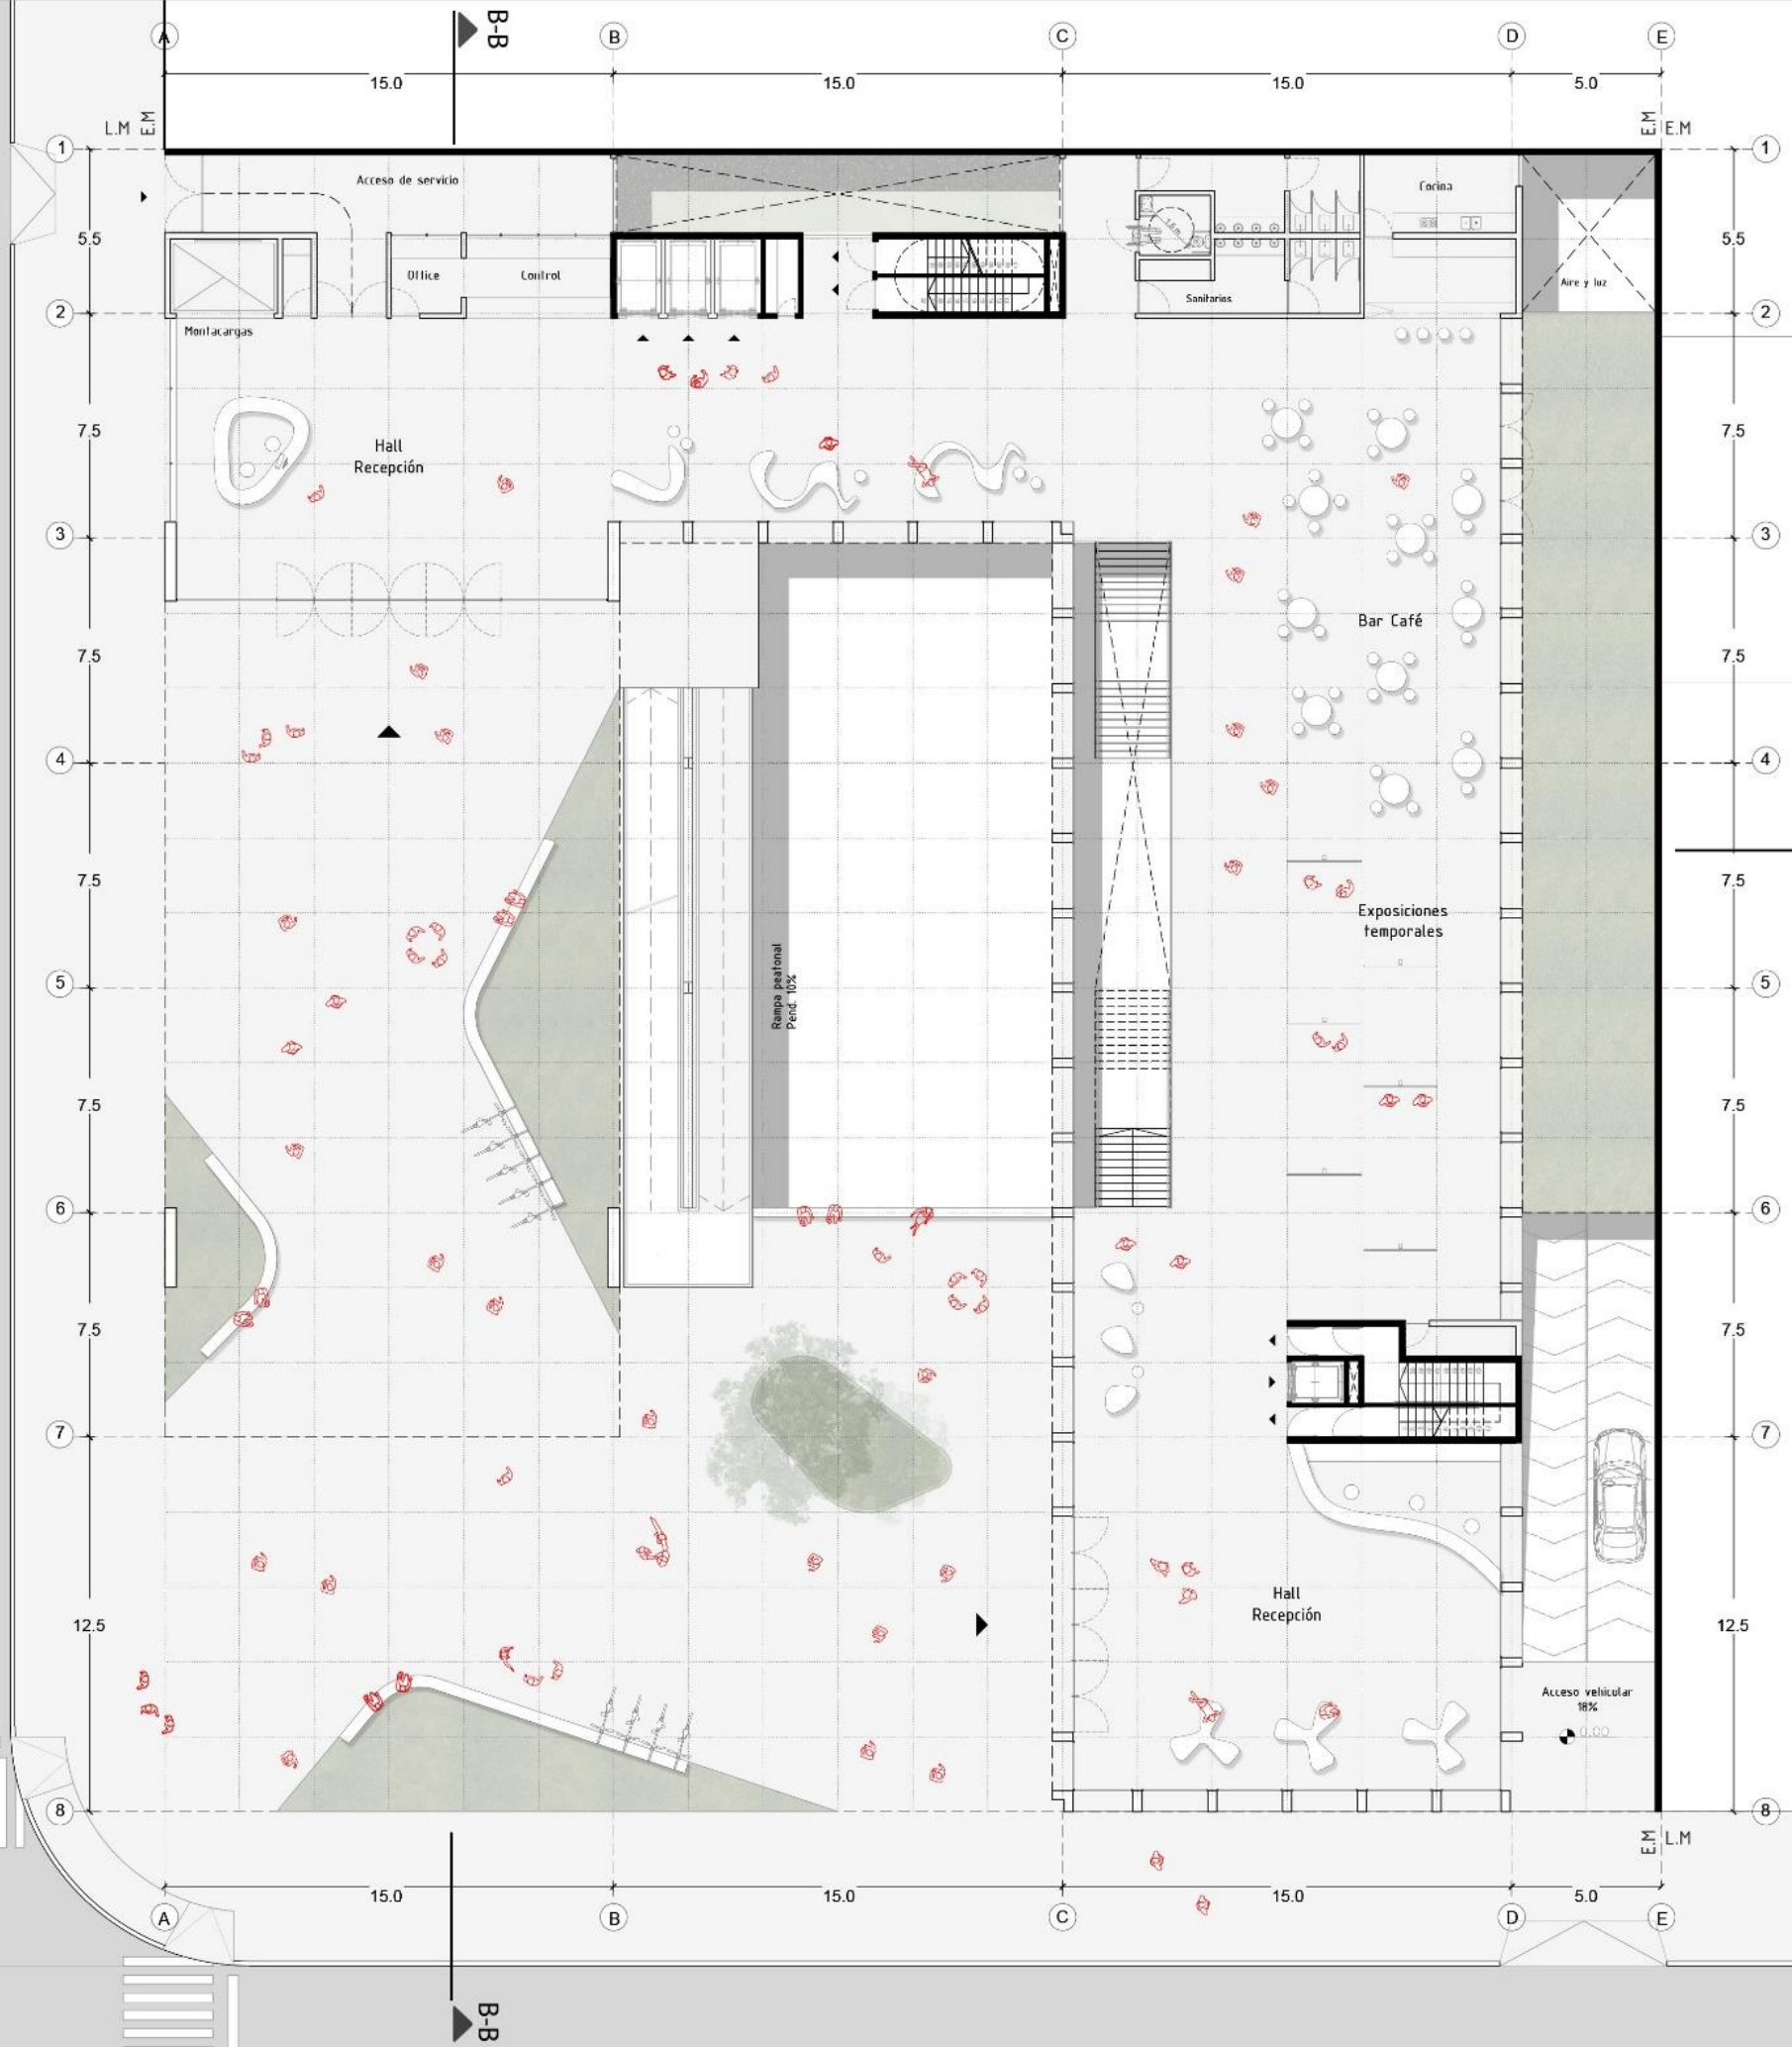 B-B
A
B
C
D
E
15.0
15.0
15.0
5.0
L.M
E.M
E.M
E.M
1
1
Acceso de servicio
Cocina
5.5
5.5
Office
Control
Aire y luz
Sanitarios
2
2
Montacargas
7.5
7.5
Hall
Recepción
3
3
Bar Café
7.5
7.5
4
4
7.5
7.5
Exposiciones
temporales
Rampa peatonal
Pend. 10%
5
5
7.5
7.5
6
6
7.5
7.5
7
7
Hall
Recepción
12.5
12.5
Acceso vehicular
18%
0.00
8
8
E.M
L.M
15.0
15.0
15.0
5.0
A
B
C
D
E
B-B